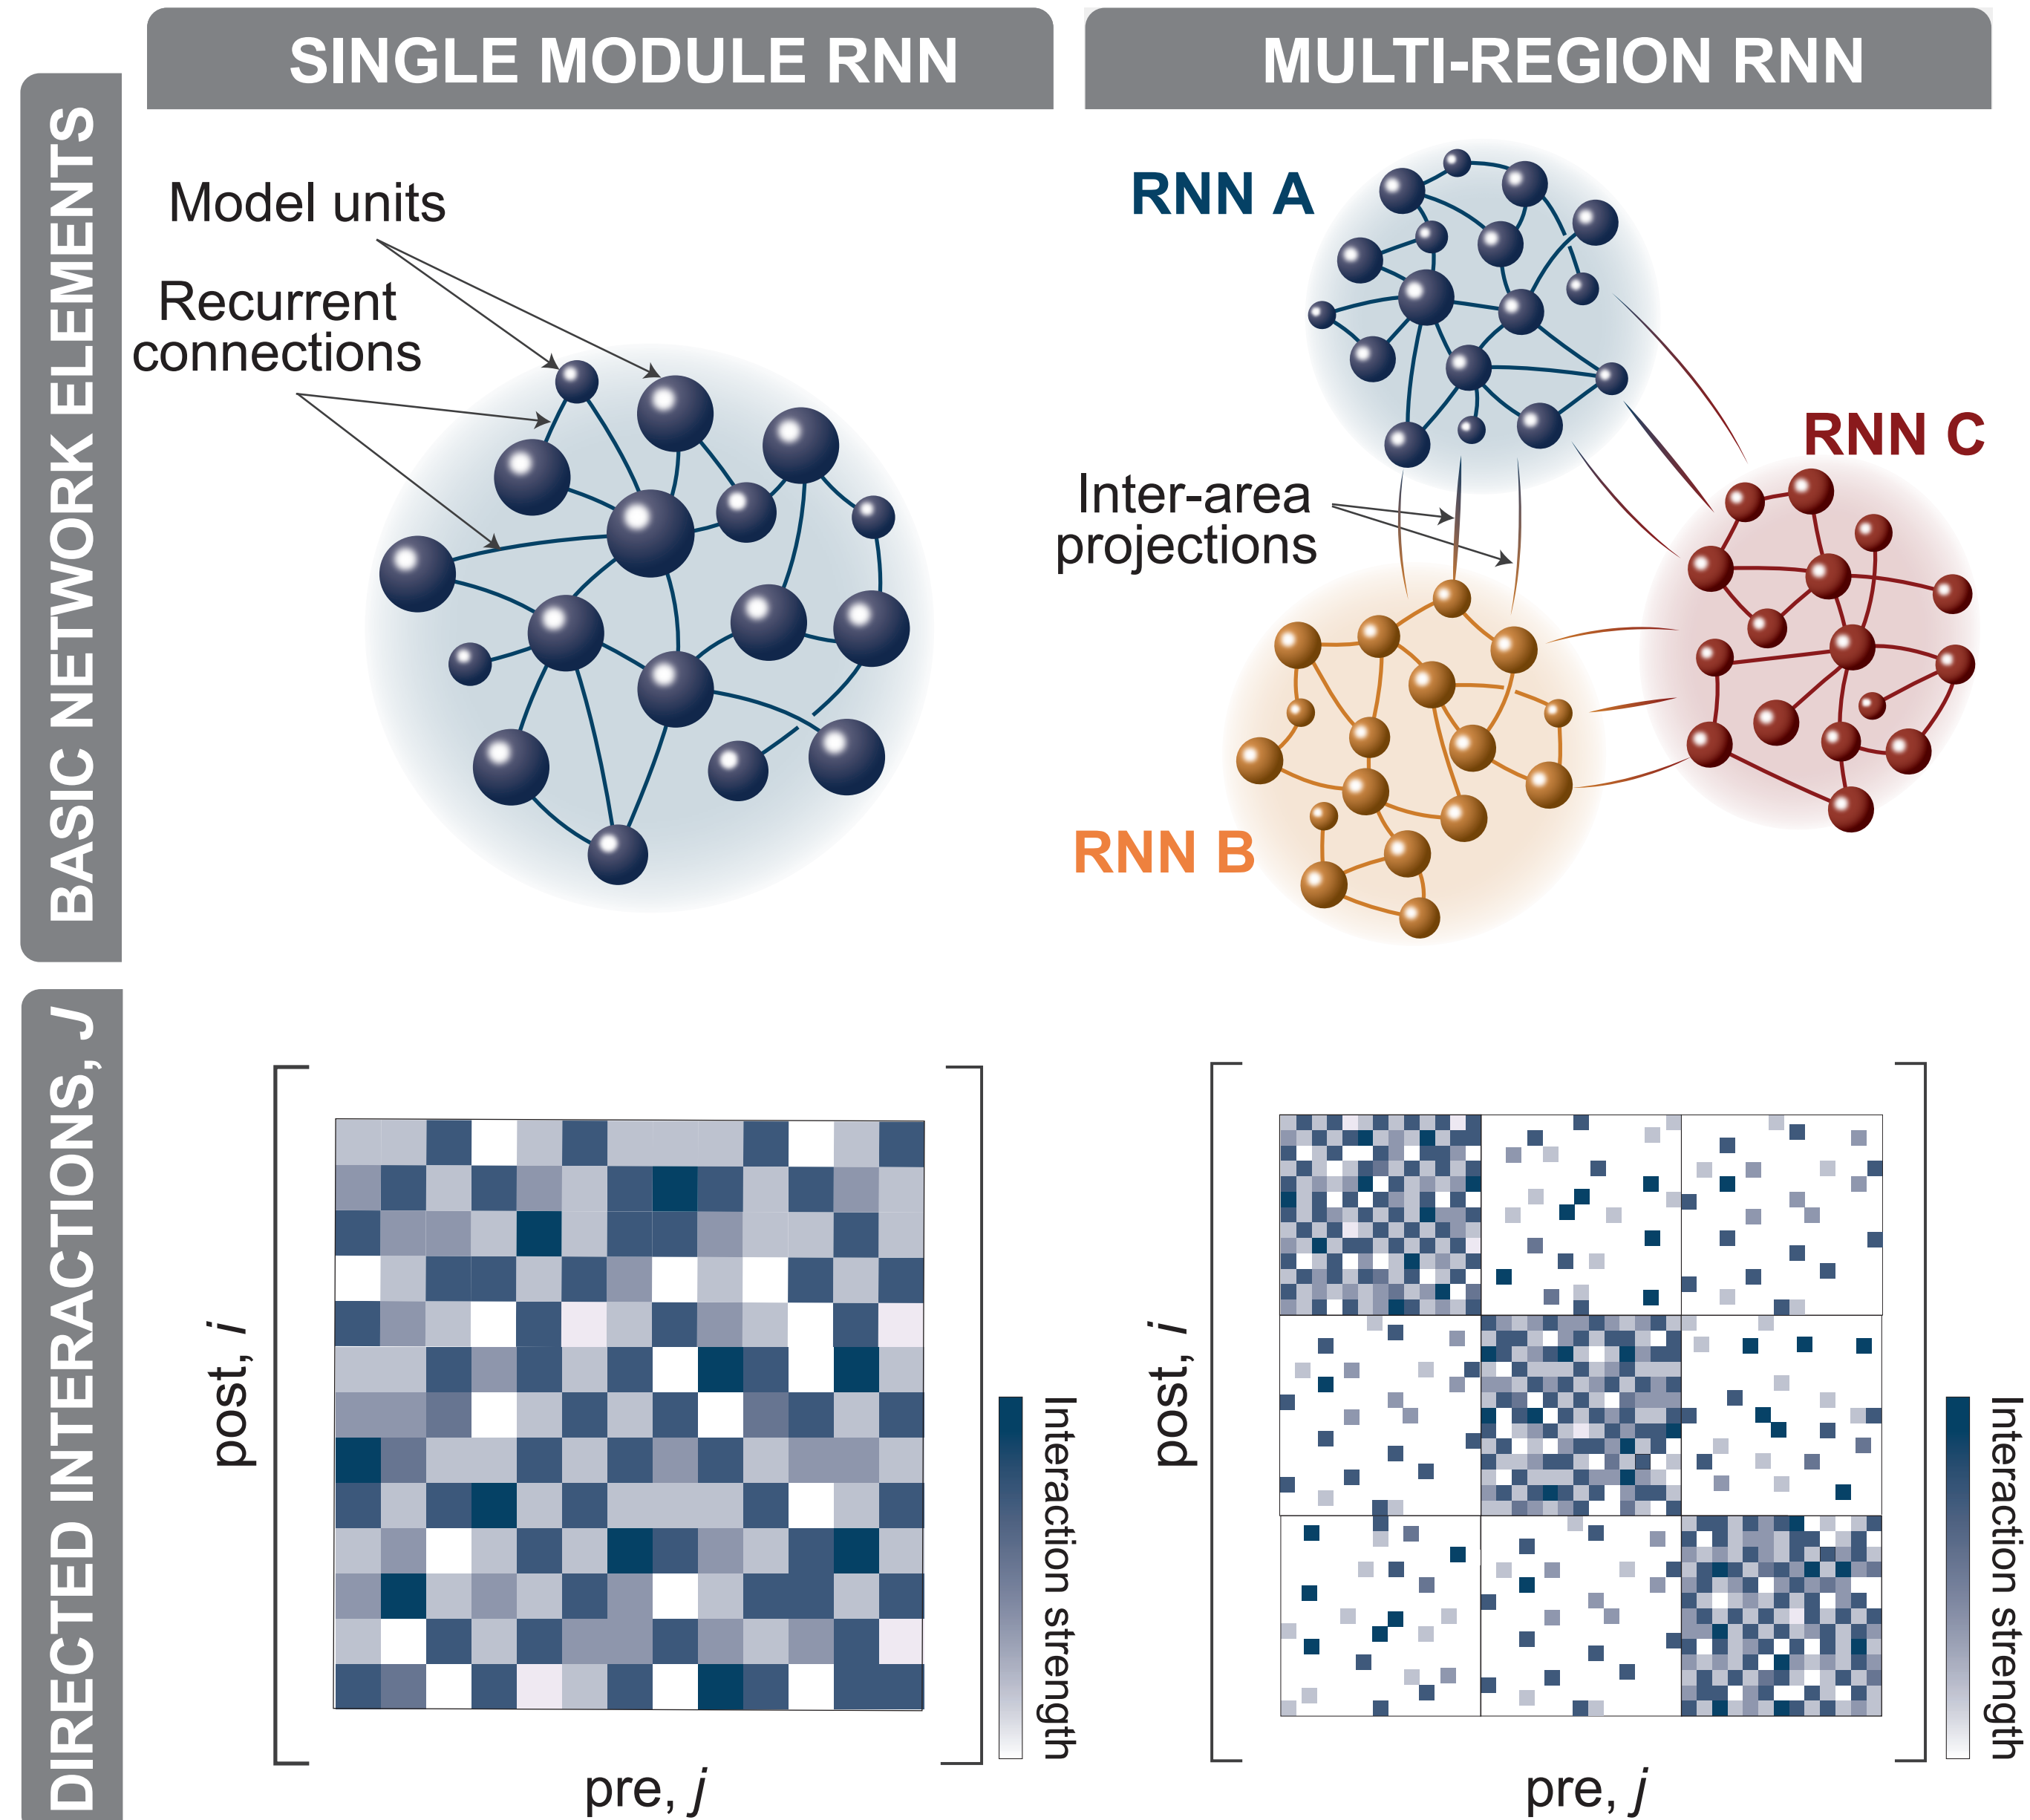 SINGLE MODULE RNN
MULTI-REGION RNN
BASIC NETWORK ELEMENTS
Model units
Recurrent
connections
RNN A
RNN C
Inter-area
projections
RNN B
DIRECTED INTERACTIONS, J
post, i
pre, j
Interaction strength
post, i
pre, j
Interaction strength